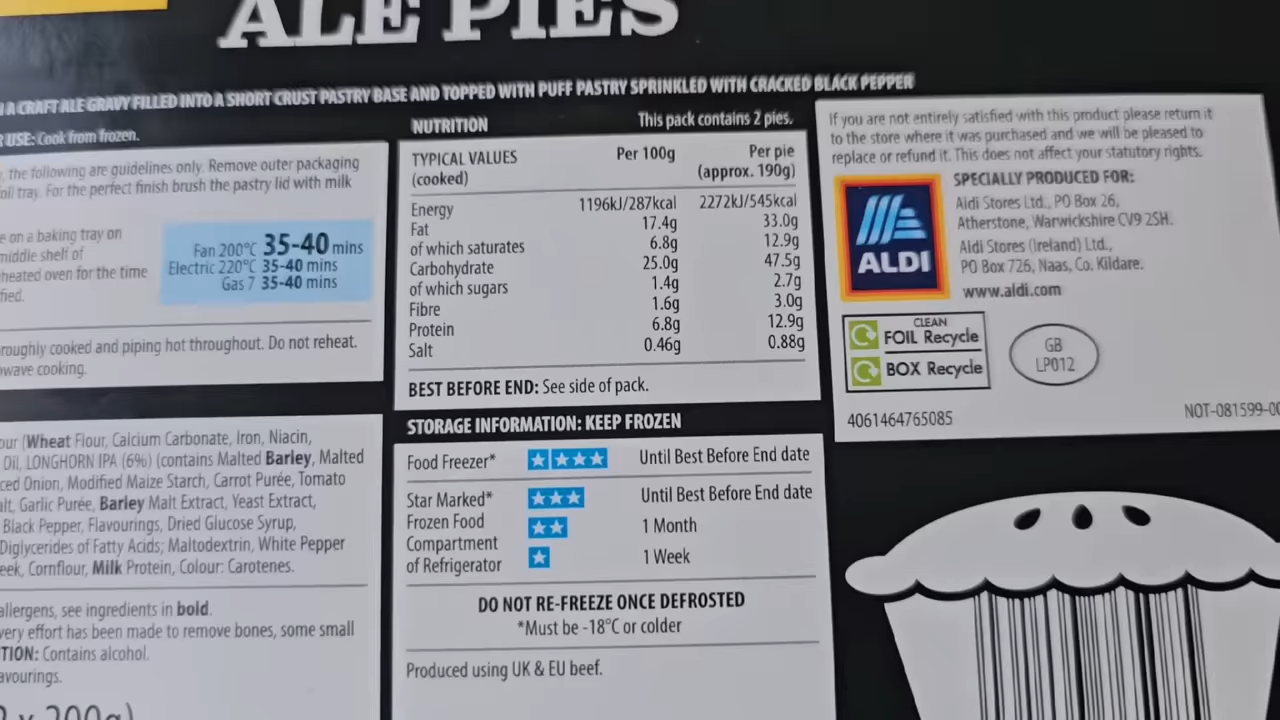 ALE PIES
A CRAFT ALE GRAVY FILLED INTO A SHORT CRUST PASTRY BASE AND TOPPED WITH PUFF PASTRY SPRINKLED WITH CRACKED BLACK PEPPER
USE: Cook from frozen.
, the following are guidelines only. Remove outer packaging
foil tray. For the perfect finish brush the pastry lid with milk
e on a baking tray on
middle shelf of
heated oven for the time
fied.
Fan 200°C 35-40 mins
Electric 220°C 35-40 mins
Gas 7 35-40 mins
roughly cooked and piping hot throughout. Do not reheat.
owave cooking.
our (Wheat Flour, Calcium Carbonate, Iron, Niacin,
Oil, LONGHORN IPA (6%) (contains Malted Barley, Malted
ced Onion, Modified Maize Starch, Carrot Purée, Tomato
alt, Garlic Purée, Barley Malt Extract, Yeast Extract,
Black Pepper, Flavourings, Dried Glucose Syrup,
Diglycerides of Fatty Acids; Maltodextrin, White Pepper
eek, Cornflour, Milk Protein, Colour: Carotenes.
allergens, see ingredients in bold.
very effort has been made to remove bones, some small
TION: Contains alcohol.
avourings.
2 x 200g)
NUTRITION This pack contains 2 pies.
TYPICAL VALUES Per 100g Per pie
(cooked) (approx. 190g)
Energy 1196kJ/287kcal 2272kJ/545kcal
Fat 17.4g 33.0g
of which saturates 6.8g 12.9g
Carbohydrate 25.0g 47.5g
of which sugars 1.4g 2.7g
Fibre 1.6g 3.0g
Protein 6.8g 12.9g
Salt 0.46g 0.88g
BEST BEFORE END: See side of pack.
STORAGE INFORMATION: KEEP FROZEN
Food Freezer* Until Best Before End date
Star Marked* Until Best Before End date
Frozen Food 1 Month
Compartment
of Refrigerator 1 Week
DO NOT RE-FREEZE ONCE DEFROSTED
*Must be -18°C or colder
Produced using UK & EU beef.
If you are not entirely satisfied with this product please return it
to the store where it was purchased and we will be pleased to
replace or refund it. This does not affect your statutory rights.
ALDI
SPECIALLY PRODUCED FOR:
Aldi Stores Ltd., PO Box 26,
Atherstone, Warwickshire CV9 2SH.
Aldi Stores (Ireland) Ltd.,
PO Box 726, Naas, Co. Kildare.
www.aldi.com
CLEAN
FOIL Recycle
BOX Recycle
GB
LP012
4061464765085
NOT-081599-00